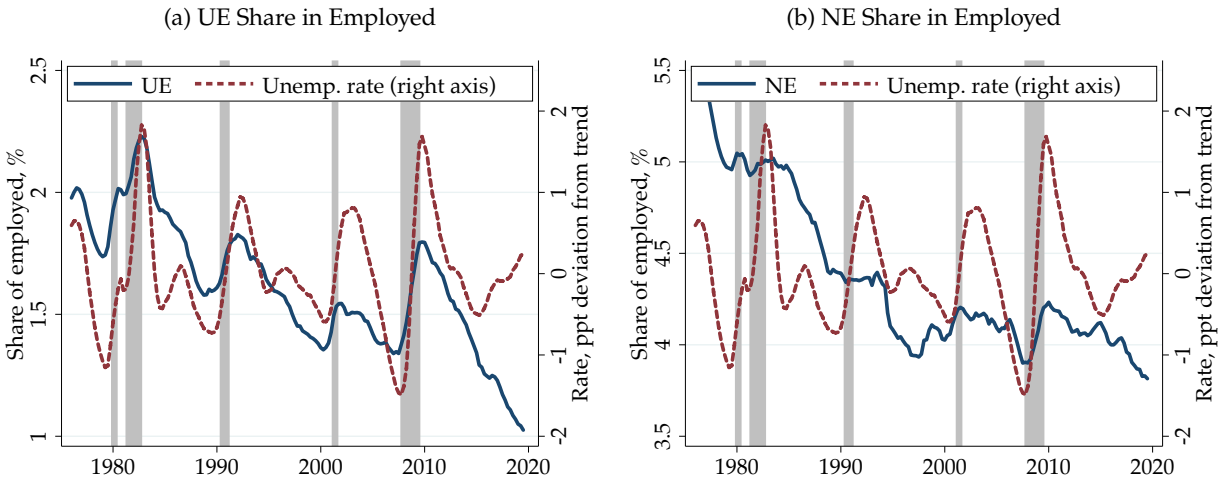 (a) UE Share in Employed
UE
Unemp. rate (right axis)
Share of employed, %
2.5
2
1.5
1
Rate, ppt deviation from trend
2
1
0
-1
-2
1980
1990
2000
2010
2020
(b) NE Share in Employed
NE
Unemp. rate (right axis)
Share of employed, %
5.5
5
4.5
4
3.5
Rate, ppt deviation from trend
2
1
0
-1
-2
1980
1990
2000
2010
2020